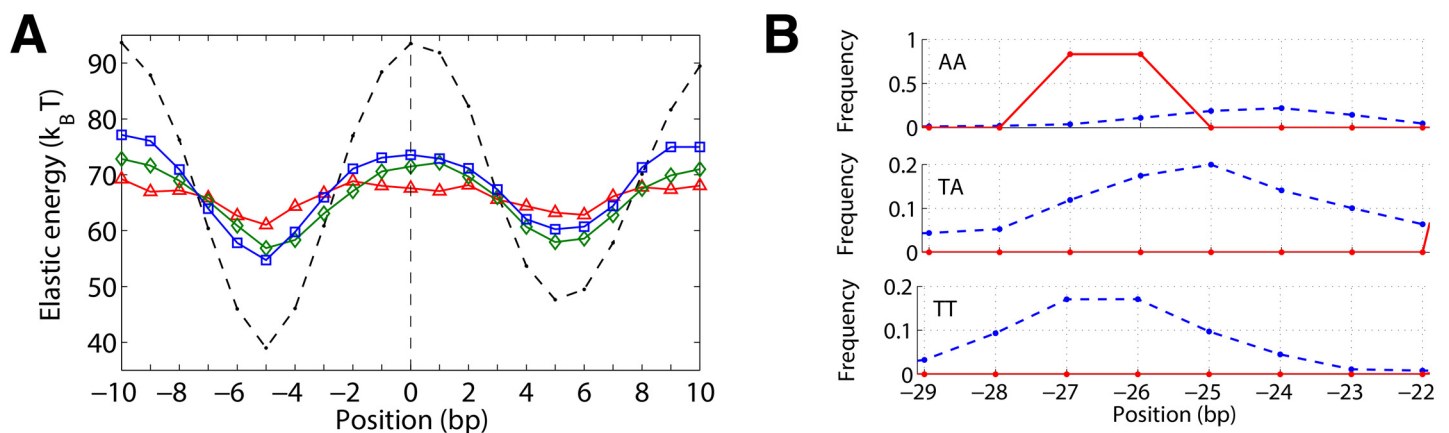 A
90
80
70
60
50
40
Elastic energy (k_B T)
−10 −8 −6 −4 −2 0 2 4 6 8 10
Position (bp)
B
AA
1
0.5
0
Frequency
TA
0.2
0.1
0
Frequency
TT
0.2
0.1
0
Frequency
−29 −28 −27 −26 −25 −24 −23 −22
Position (bp)